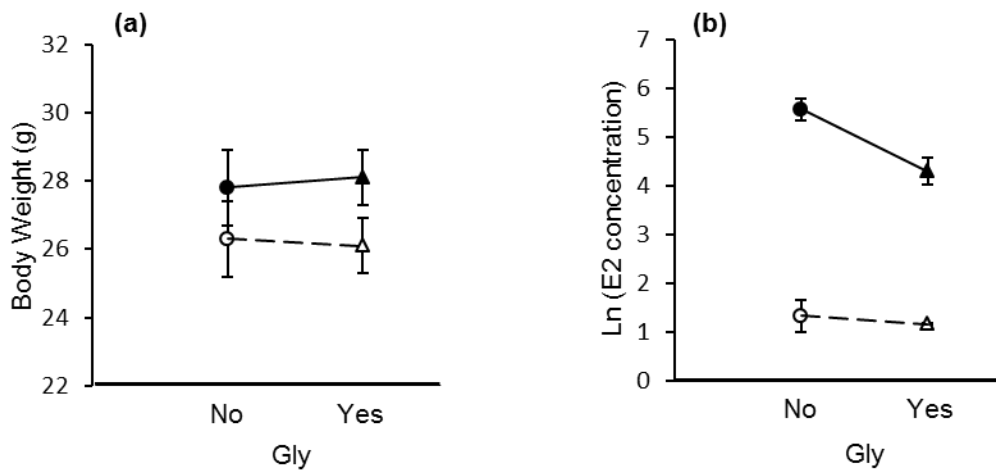 (a)
Body Weight (g)
32
30
28
26
24
22
No Yes
Gly
(b)
Ln (E2 concentration)
7
6
5
4
3
2
1
0
No Yes
Gly